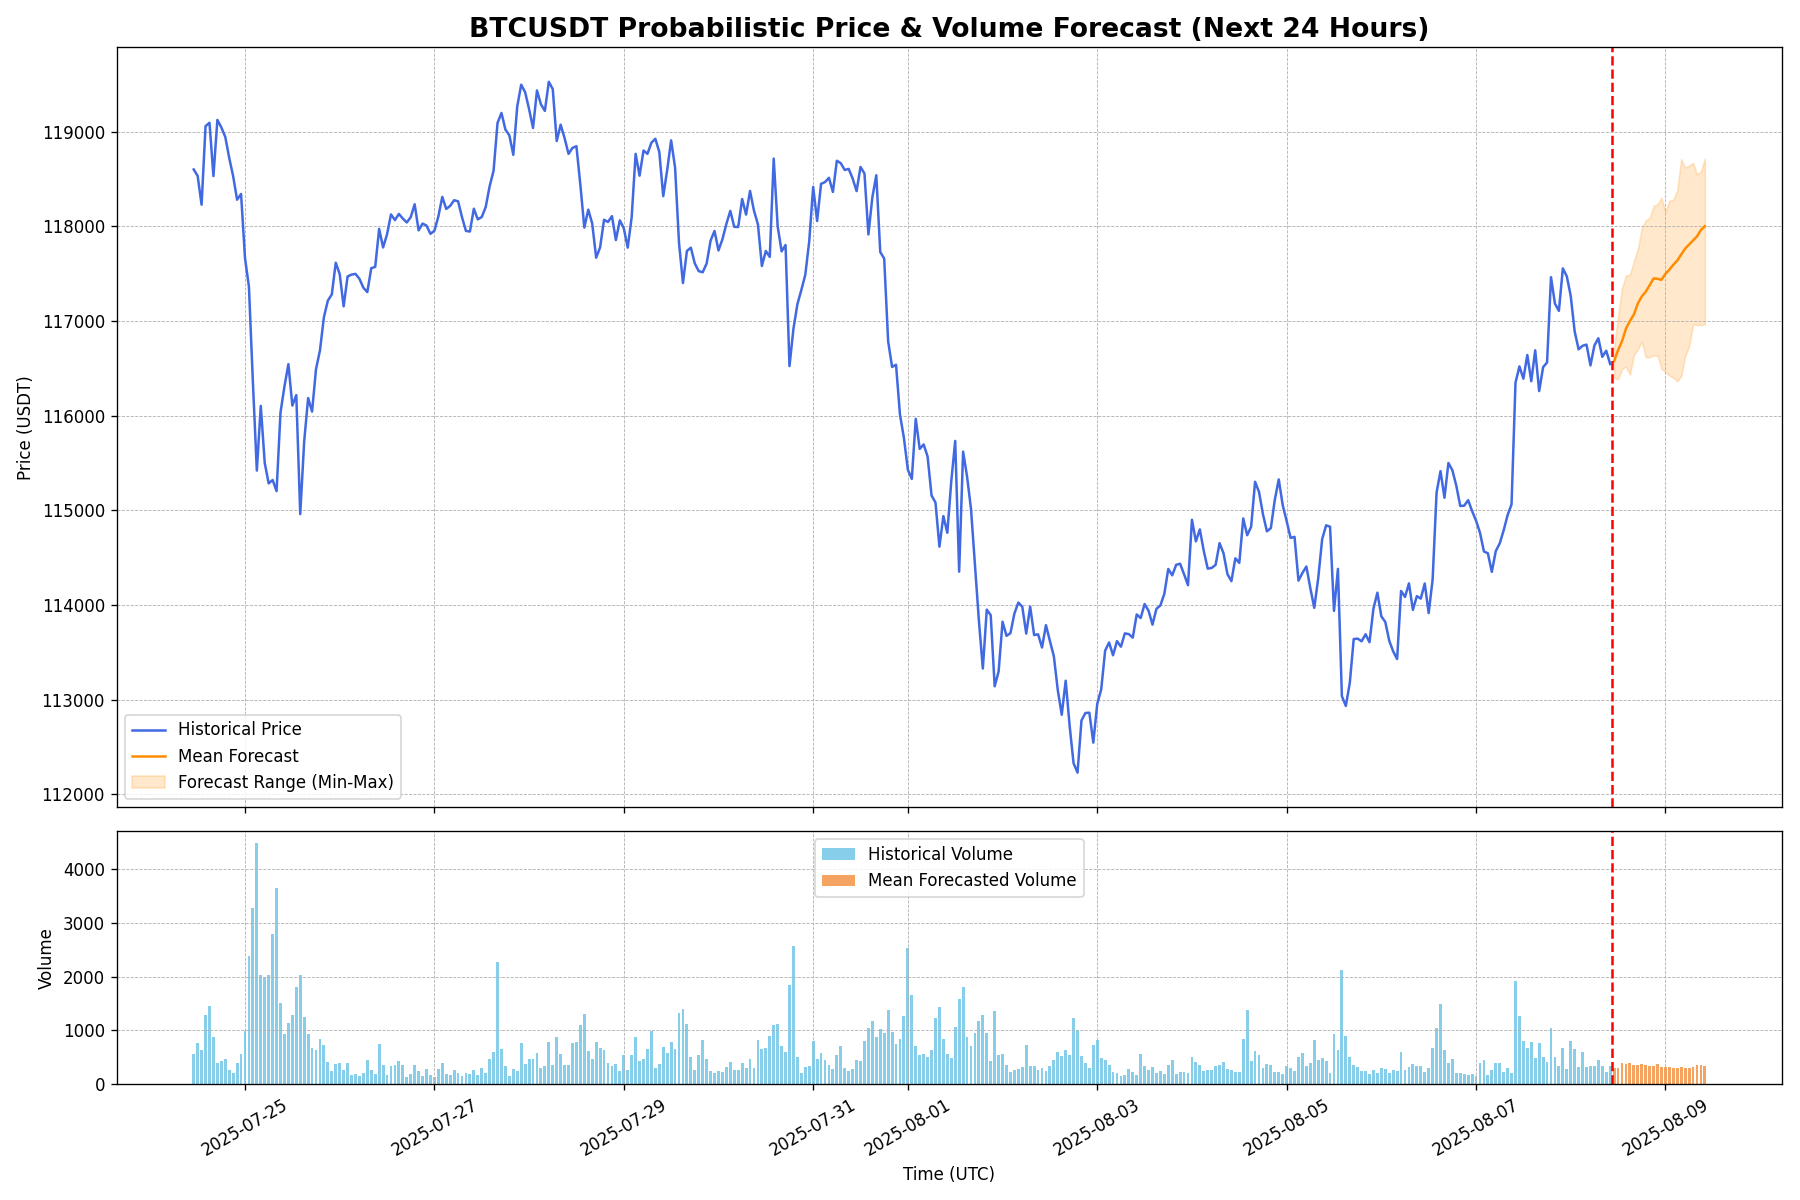 BTCUSDT Probabilistic Price & Volume Forecast (Next 24 Hours)
Price (USDT)
119000
118000
117000
116000
115000
114000
113000
112000
Historical Price
Mean Forecast
Forecast Range (Min-Max)
Volume
4000
3000
2000
1000
0
Historical Volume
Mean Forecasted Volume
2025-07-25
2025-07-27
2025-07-29
2025-07-31
2025-08-01
2025-08-03
2025-08-05
2025-08-07
2025-08-09
Time (UTC)